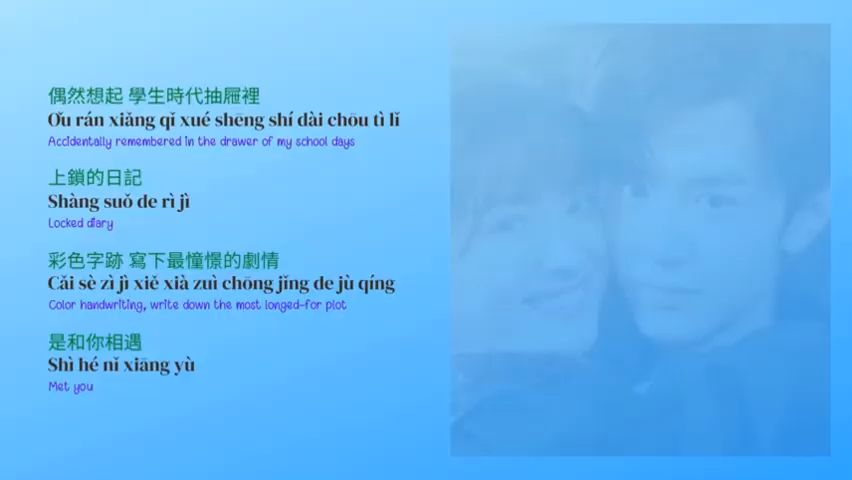 偶然想起 學生時代抽屜裡
Ǒu rán xiǎng qǐ xué shēng shí dài chōu tì lǐ
Accidentally remembered in the drawer of my school days
上鎖的日記
Shàng suǒ de rì jì
Locked diary
彩色字跡 寫下最憧憬的劇情
Cǎi sè zì jì xiě xià zuì chōng jǐng de jù qíng
Color handwriting, write down the most longed-for plot
是和你相遇
Shì hé nǐ xiāng yù
Met you